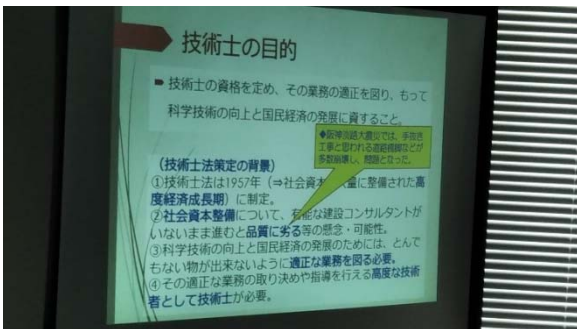 技術士の目的
技術士の資格を定め、その業務の適正を図り、もって
科学技術の向上と国民経済の発展に資すること。
◆阪神淡路大震災では、手抜き
工事と思われる道路橋脚などが
多数崩壊し、問題となった。
(技術士法策定の背景)
①技術士法は1957年(⇒社会資本 量に整備された高
度経済成長期)に制定。
②社会資本整備について、有能な建設コンサルタントが
いないまま進むと品質に劣る等の懸念・可能性。
③科学技術の向上と国民経済の発展のためには、とんで
もない物が出来ないように適正な業務を図る必要。
④その適正な業務の取り決めや指導を行える高度な技術
者として技術士が必要。